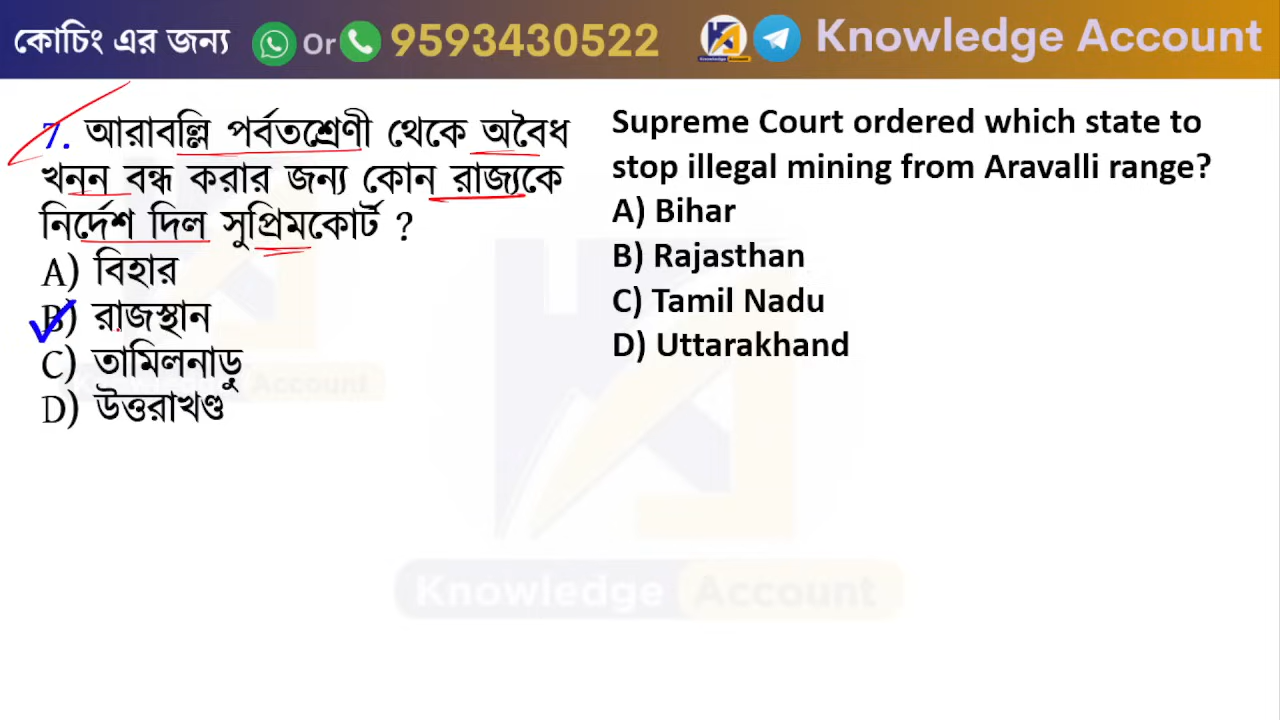 কোচিং এর জন্য Or 9593430522 Knowledge Account
7. আরাবল্লি পর্বতশ্রেণী থেকে অবৈধ
খনন বন্ধ করার জন্য কোন রাজ্যকে
নির্দেশ দিল সুপ্রিমকোর্ট ?
A) বিহার
B) রাজস্থান
C) তামিলনাড়ু
D) উত্তরাখণ্ড
Supreme Court ordered which state to
stop illegal mining from Aravalli range?
A) Bihar
B) Rajasthan
C) Tamil Nadu
D) Uttarakhand
Knowledge Account